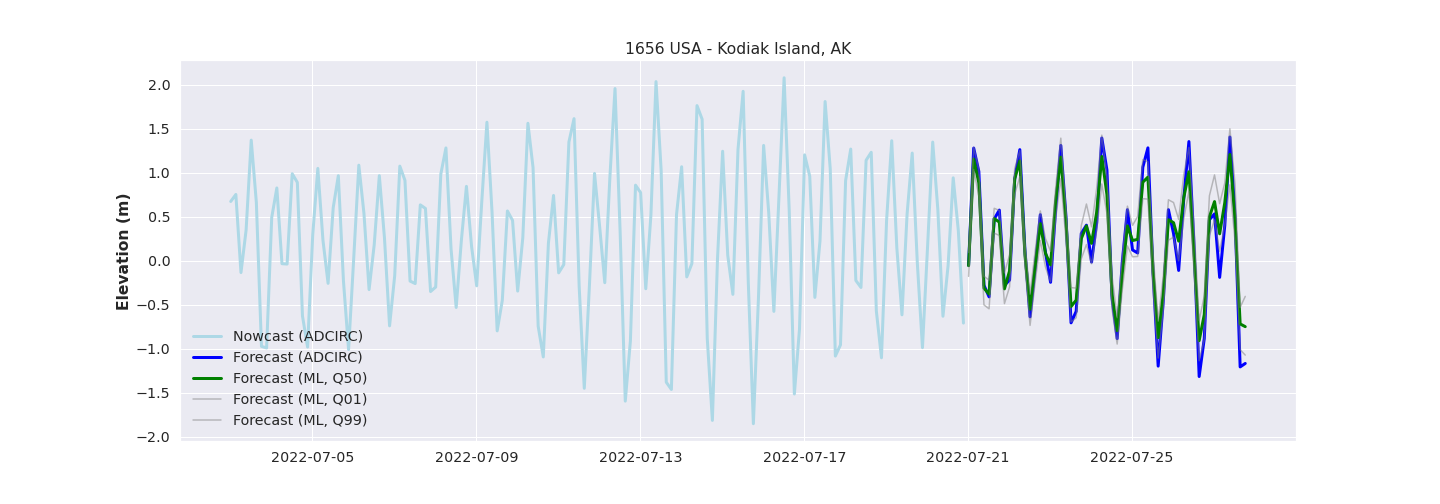 1656 USA - Kodiak Island, AK
Elevation (m)
2.0
1.5
1.0
0.5
0.0
−0.5
−1.0
−1.5
−2.0
Nowcast (ADCIRC)
Forecast (ADCIRC)
Forecast (ML, Q50)
Forecast (ML, Q01)
Forecast (ML, Q99)
2022-07-05
2022-07-09
2022-07-13
2022-07-17
2022-07-21
2022-07-25